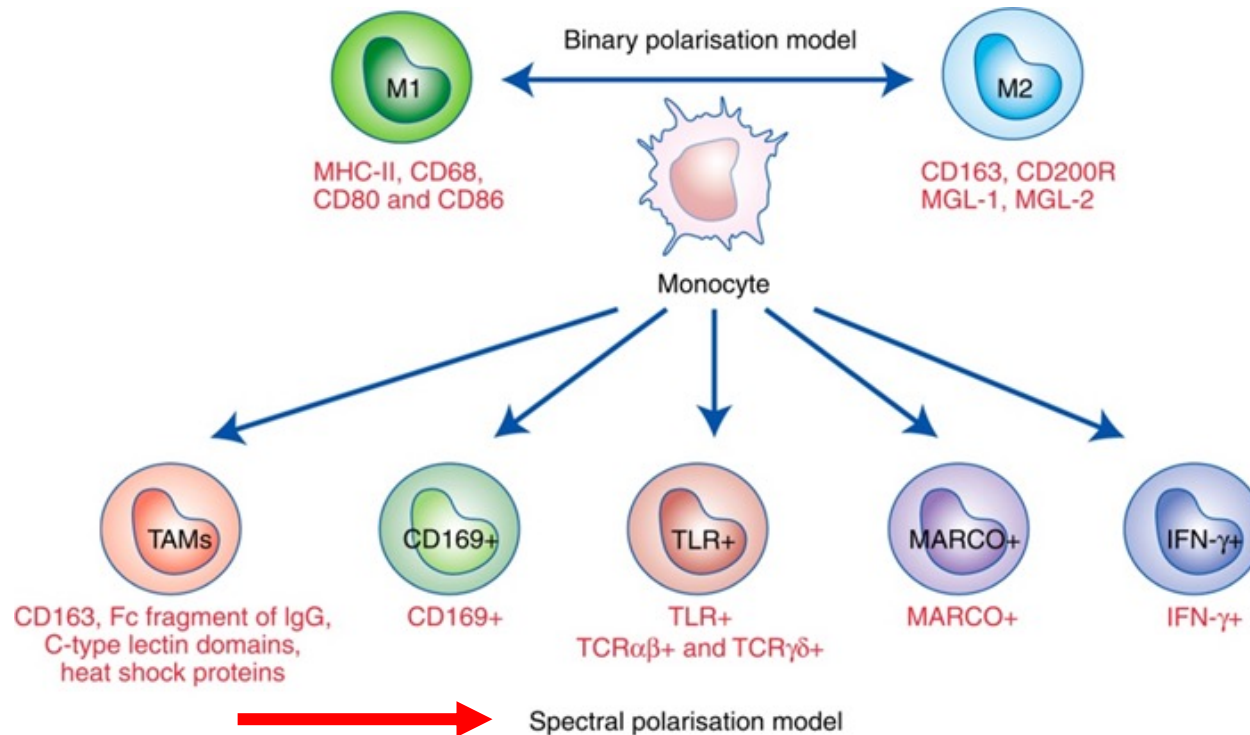 Binary polarisation model
M1
M2
MHC-II, CD68,
CD80 and CD86
CD163, CD200R
MGL-1, MGL-2
Monocyte
TAMs
CD169+
TLR+
MARCO+
IFN-γ+
CD163, Fc fragment of IgG,
C-type lectin domains,
heat shock proteins
CD169+
TLR+
TCRαβ+ and TCRγδ+
MARCO+
IFN-γ+
Spectral polarisation model